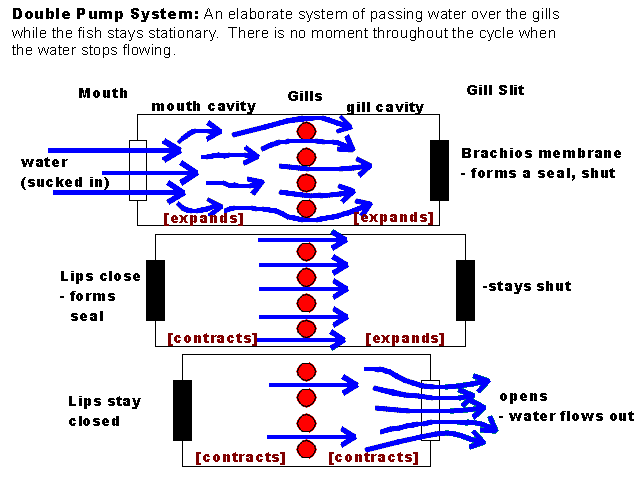 Double Pump System: An elaborate system of passing water over the gills
while the fish stays stationary. There is no moment throughout the cycle when
the water stops flowing.
Mouth
mouth cavity
Gills
gill cavity
Gill Slit
water
(sucked in)
Brachios membrane
- forms a seal, shut
[expands]
[expands]
Lips close
- forms
seal
-stays shut
[contracts]
[expands]
Lips stay
closed
opens
- water flows out
[contracts]
[contracts]